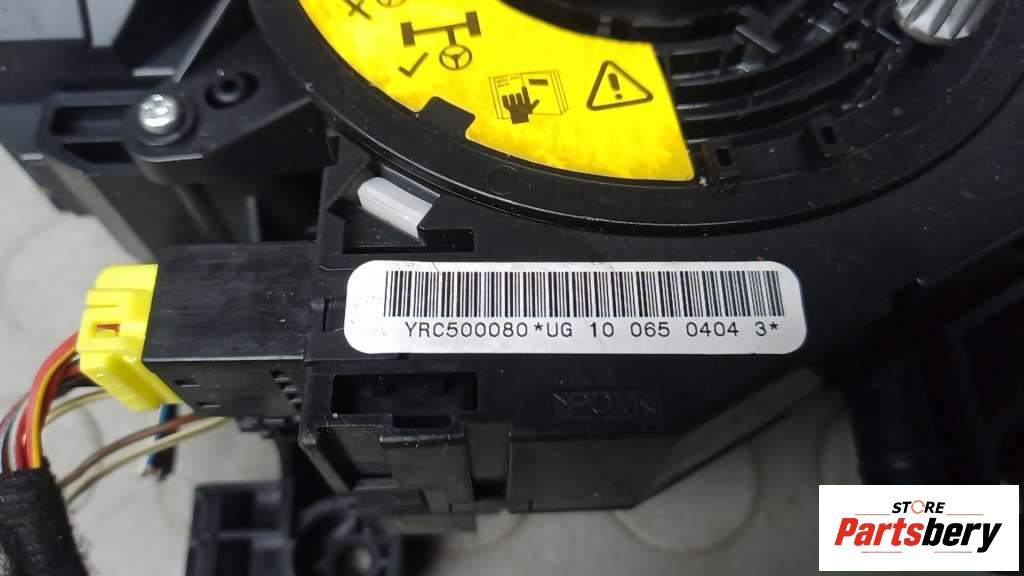 YRC500080*UG 10 065 0404 3*
>POM<
STORE
Partsbery